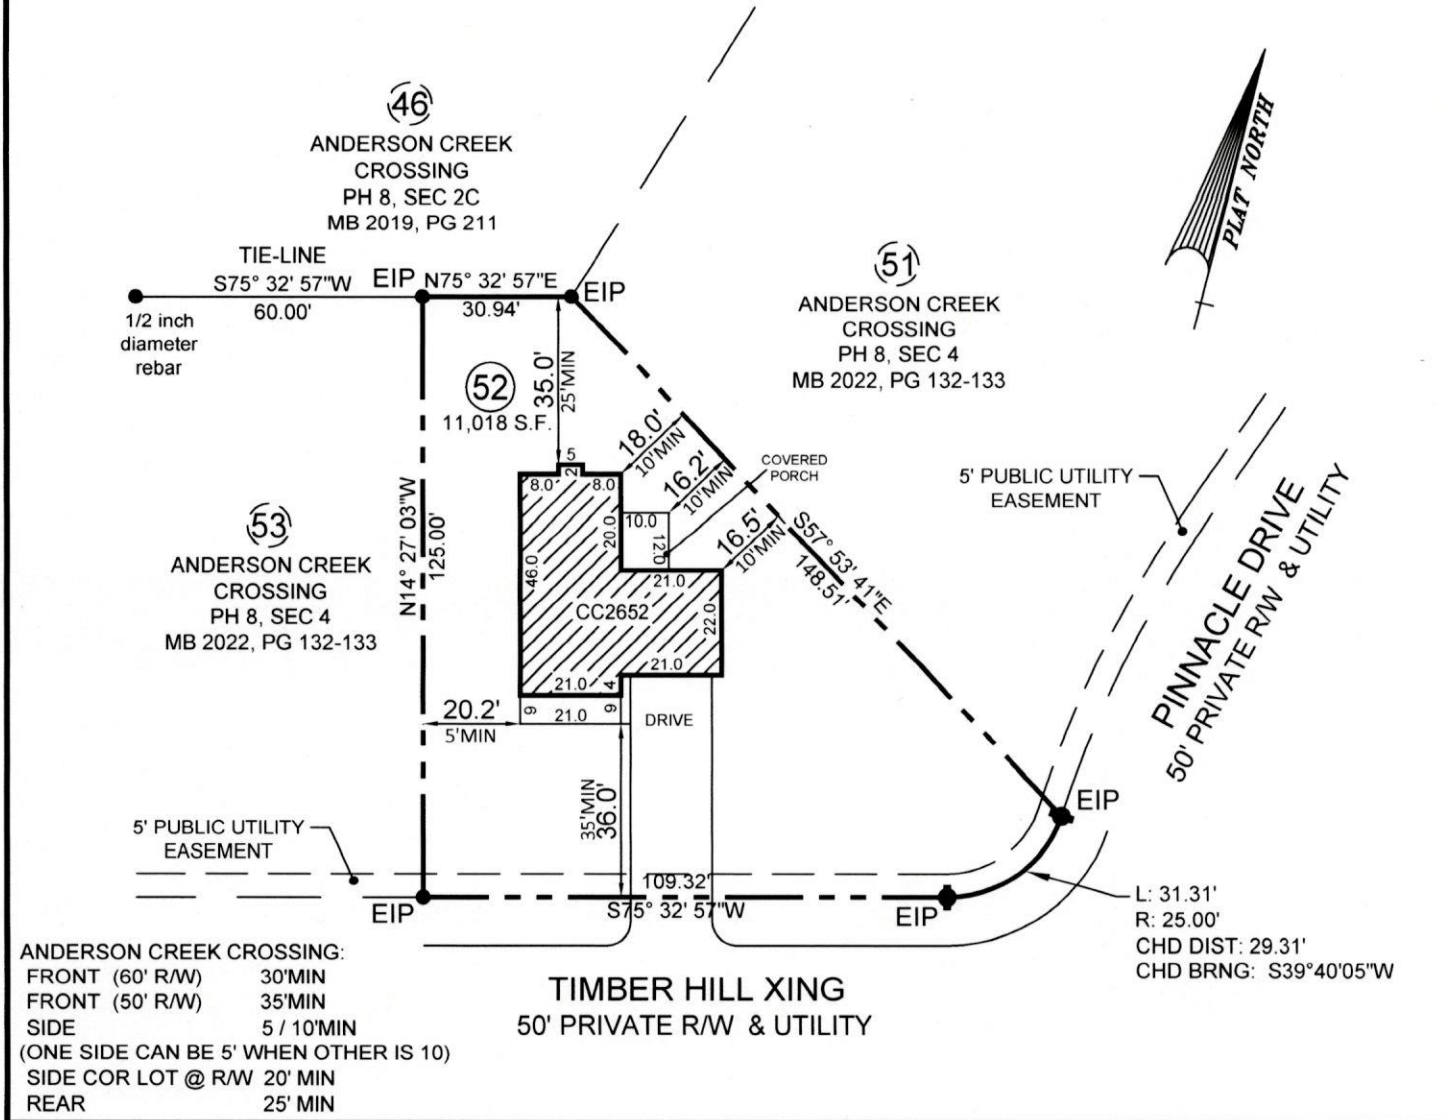 46
ANDERSON CREEK
CROSSING
PH 8, SEC 2C
MB 2019, PG 211
PLAT NORTH
TIE-LINE
S75° 32' 57"W
60.00'
EIP
N75° 32' 57"E
30.94'
EIP
1/2 inch
diameter
rebar
51
ANDERSON CREEK
CROSSING
PH 8, SEC 4
MB 2022, PG 132-133
52
11,018 S.F.
35.0'
25'MIN
18.0'
10'MIN
16.2'
10'MIN
16.5'
10'MIN
COVERED
PORCH
5' PUBLIC UTILITY
EASEMENT
53
ANDERSON CREEK
CROSSING
PH 8, SEC 4
MB 2022, PG 132-133
N14° 27' 03"W
125.00'
5
2
8.0
8.0
10.0
20.0
12.0
46.0
21.0
CC2652
22.0
21.0
21.0
4
6
6
21.0
S57° 53' 41"E
148.51'
PINNACLE DRIVE
50' PRIVATE R/W & UTILITY
20.2'
5'MIN
DRIVE
35'MIN
36.0'
5' PUBLIC UTILITY
EASEMENT
EIP
109.32'
S75° 32' 57"W
EIP
EIP
L: 31.31'
R: 25.00'
CHD DIST: 29.31'
CHD BRNG: S39°40'05"W
TIMBER HILL XING
50' PRIVATE R/W & UTILITY
ANDERSON CREEK CROSSING:
FRONT (60' R/W) 30'MIN
FRONT (50' R/W) 35'MIN
SIDE 5 / 10'MIN
(ONE SIDE CAN BE 5' WHEN OTHER IS 10)
SIDE COR LOT @ R/W 20' MIN
REAR 25' MIN